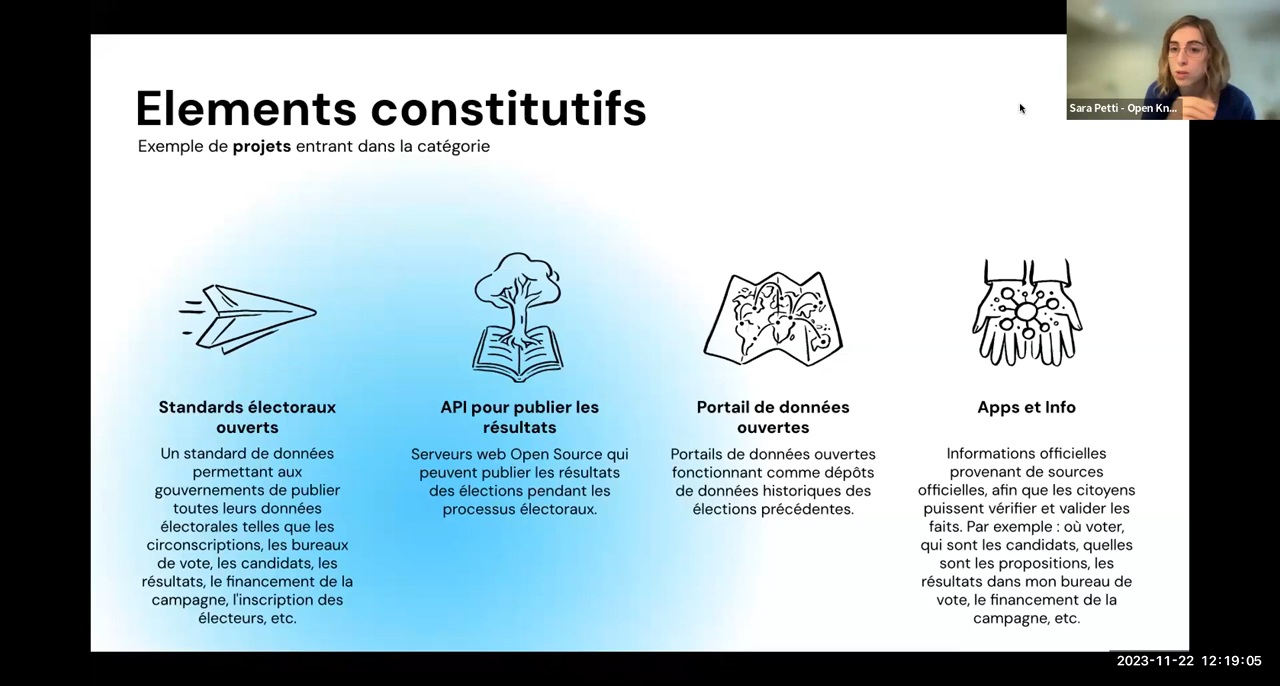 Elements constitutifs
Exemple de projets entrant dans la catégorie
Sara Petti - Open Kn...
Standards électoraux
ouverts
Un standard de données
permettant aux
gouvernements de publier
toutes leurs données
électorales telles que les
circonscriptions, les bureaux
de vote, les candidats, les
résultats, le financement de la
campagne, l'inscription des
électeurs, etc.
API pour publier les
résultats
Serveurs web Open Source qui
peuvent publier les résultats
des élections pendant les
processus électoraux.
Portail de données
ouvertes
Portails de données ouvertes
fonctionnant comme dépôts
de données historiques des
élections précédentes.
Apps et Info
Informations officielles
provenant de sources
officielles, afin que les citoyens
puissent vérifier et valider les
faits. Par exemple : où voter,
qui sont les candidats, quelles
sont les propositions, les
résultats dans mon bureau de
vote, le financement de la
campagne, etc.
2023-11-22 12:19:05